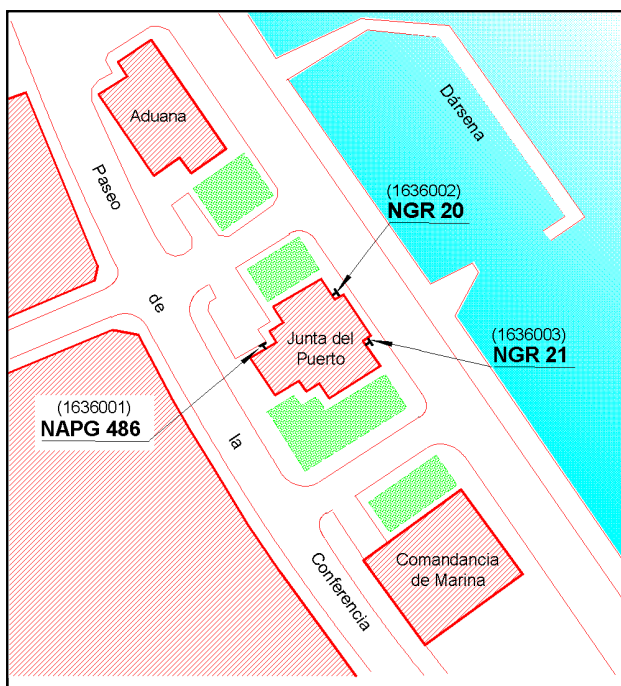 Aduana
Dársena
Paseo
(1636002)
NGR 20
de
Junta del
Puerto
(1636003)
NGR 21
(1636001)
NAPG 486
la
Comandancia
de Marina
Conferencia